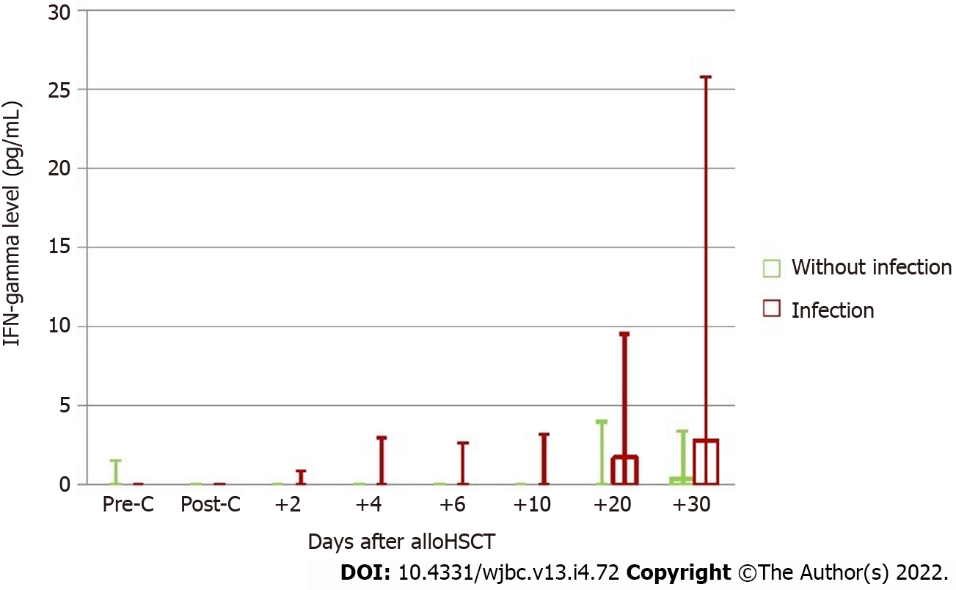 IFN-gamma level (pg/mL)
30
25
20
15
10
5
0
Pre-C Post-C +2 +4 +6 +10 +20 +30
Days after alloHSCT
Without infection
Infection
DOI: 10.4331/wjbc.v13.i4.72 Copyright ©The Author(s) 2022.